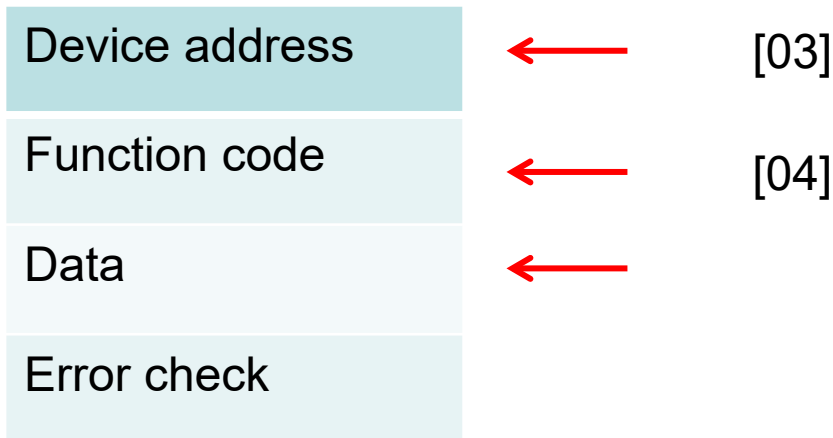 Device address [03]
Function code [04]
Data
Error check